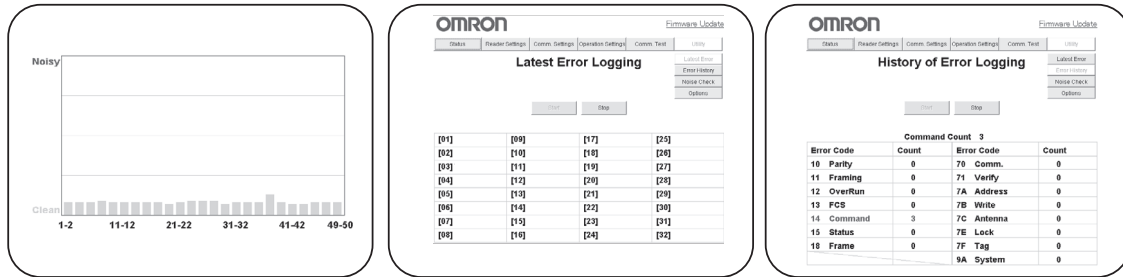 Noisy
Clean
1-2 11-12 21-22 31-32 41-42 49-50
OMRON
Firmware Update
Status Reader Settings Comm. Settings Operation Settings Comm. Test Utility
Latest Error Logging
Latest Error
Error History
Noise Check
Options
Start Stop
[01] [09] [17] [25]
[02] [10] [18] [26]
[03] [11] [19] [27]
[04] [12] [20] [28]
[05] [13] [21] [29]
[06] [14] [22] [30]
[07] [15] [23] [31]
[08] [16] [24] [32]
OMRON
Firmware Update
Status Reader Settings Comm. Settings Operation Settings Comm. Test Utility
History of Error Logging
Latest Error
Error History
Noise Check
Options
Start Stop
Command Count 3
Error Code Count Error Code Count
10 Parity 0 70 Comm. 0
11 Framing 0 71 Verify 0
12 OverRun 0 7A Address 0
13 FCS 0 7B Write 0
14 Command 3 7C Antenna 0
15 Status 0 7E Lock 0
18 Frame 0 7F Tag 0
9A System 0